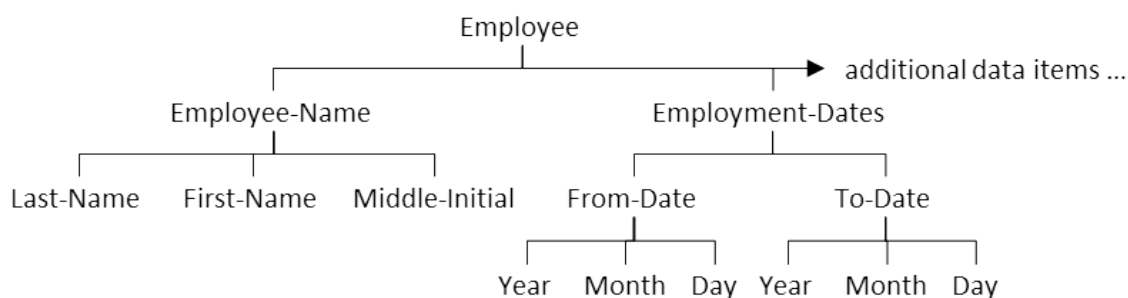 Employee
additional data items ...
Employee-Name Employment-Dates
Last-Name First-Name Middle-Initial From-Date To-Date
Year Month Day Year Month Day